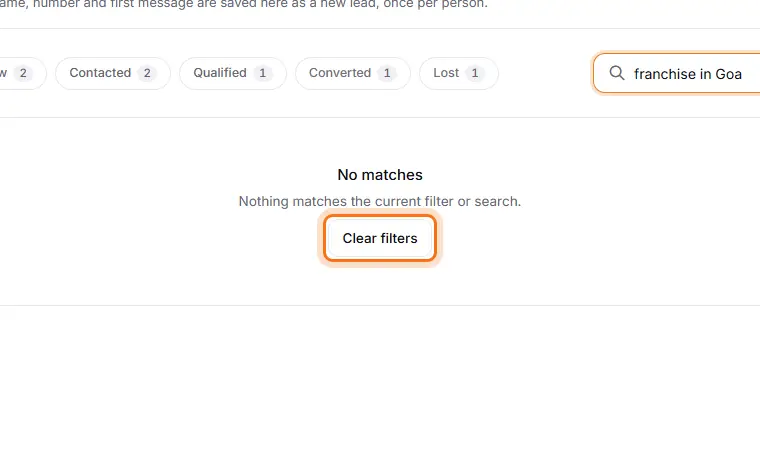 ame, number and first message are saved here as a new lead, once per person.
w 2 Contacted 2 Qualified 1 Converted 1 Lost 1 franchise in Goa
No matches
Nothing matches the current filter or search.
Clear filters